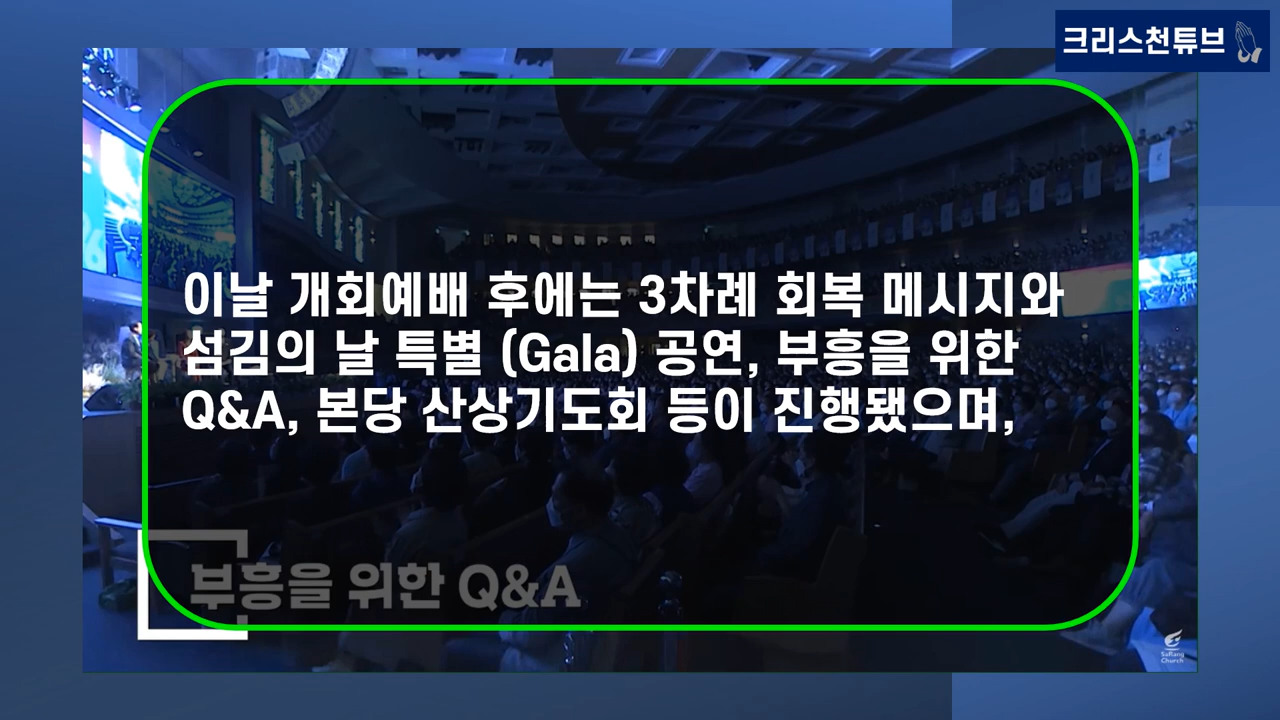 크리스천튜브
이날 개회예배 후에는 3차례 회복 메시지와
섬김의 날 특별 (Gala) 공연, 부흥을 위한
Q&A, 본당 산상기도회 등이 진행됐으며,
부흥을 위한 Q&A
SaRang
Church